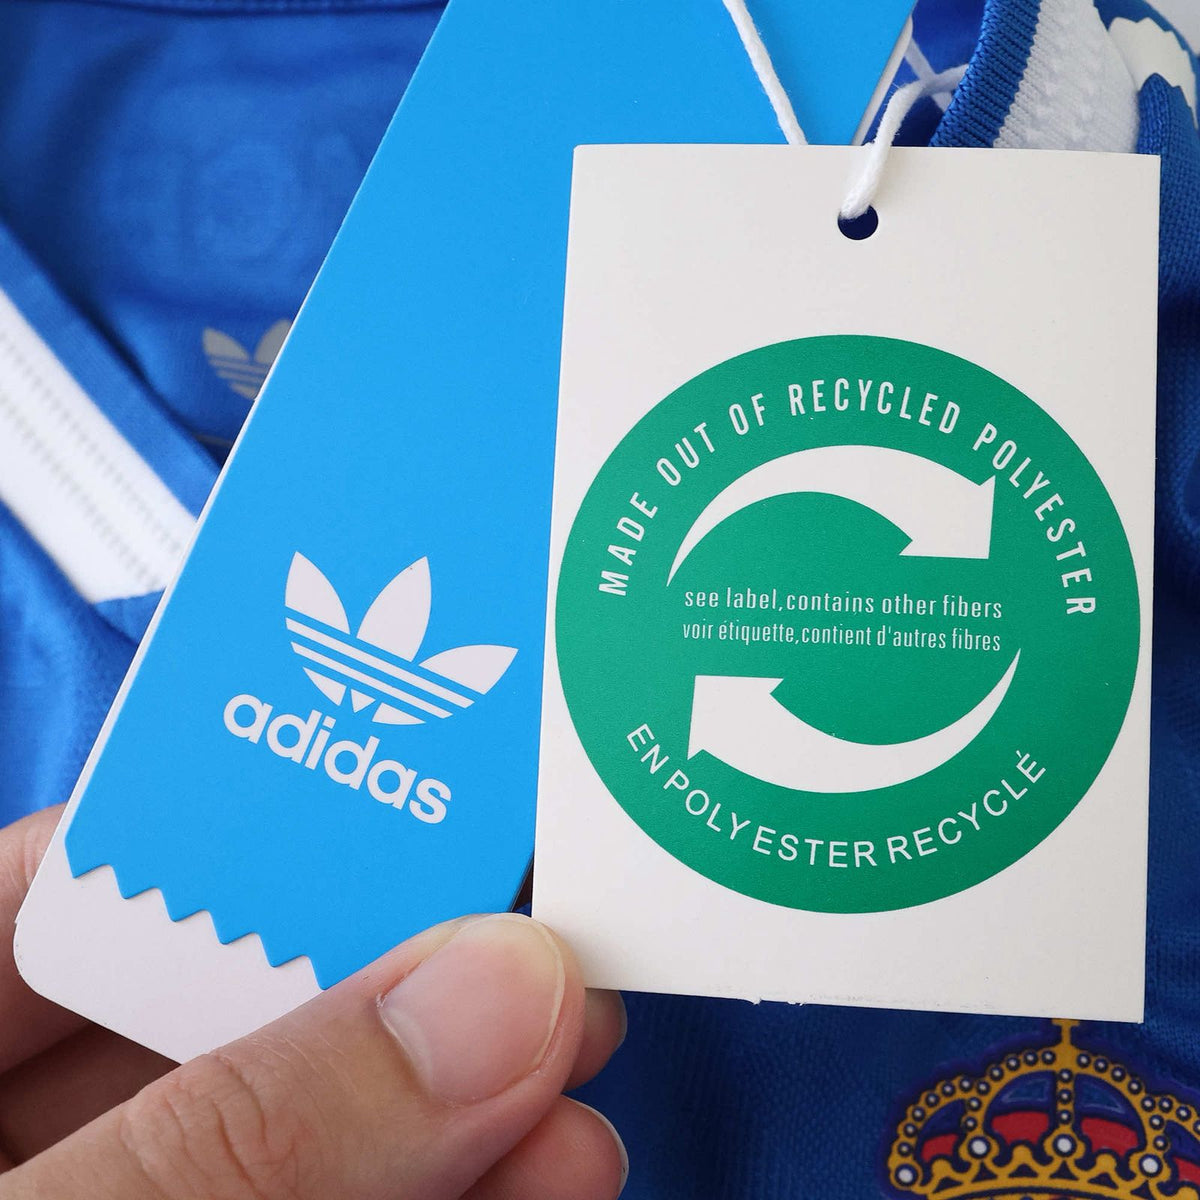 MADE OUT OF RECYCLED POLYESTER
see label,contains other fibers
voir étiquette,contient d'autres fibres
EN POLYESTER RECYCLÉ
adidas